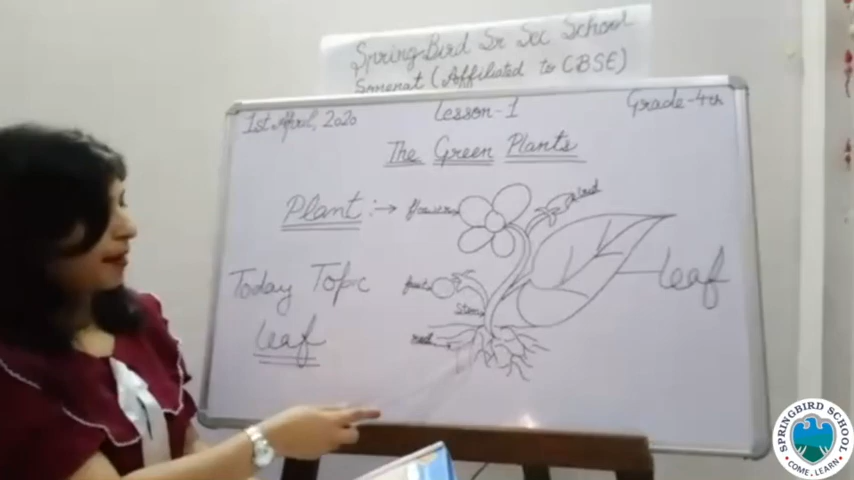 Spring-Bird Sr Sec School
Somenat (Affiliated to CBSE)
1st April, 2020
Lesson-1
Grade-4th
The Green Plants
Plant :→
flower
bud
Today Topic
Leaf
fruit
Stem
root
Leaf
SPRINGBIRD SCHOOL
COME, LEARN